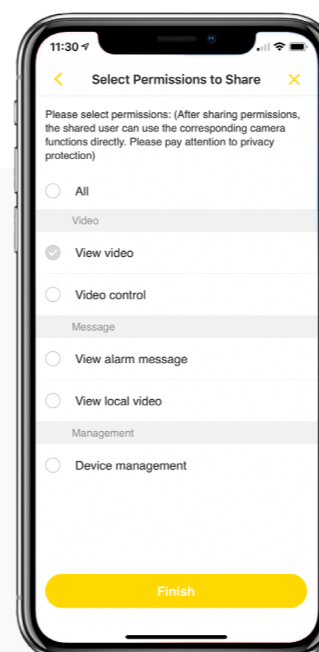 11:30
Select Permissions to Share
Please select permissions: (After sharing permissions,
the shared user can use the corresponding camera
functions directly. Please pay attention to privacy
protection)
All
Video
View video
Video control
Message
View alarm message
View local video
Management
Device management
Finish